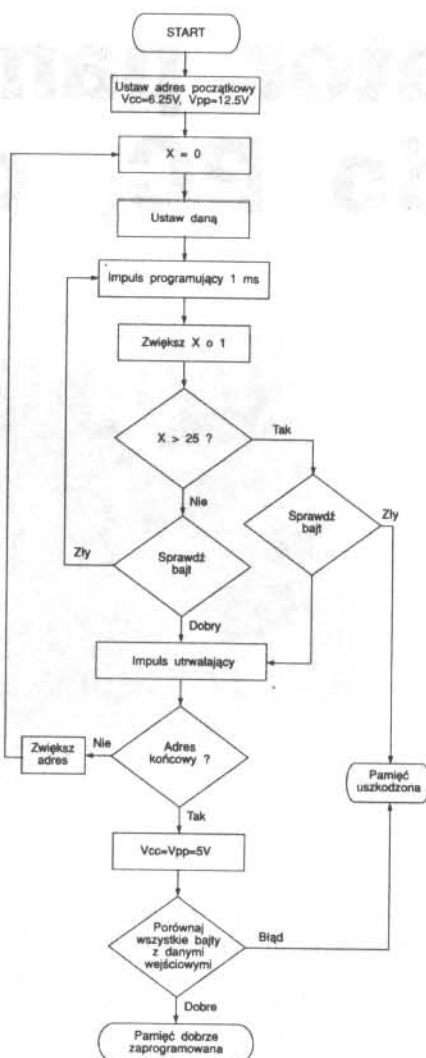 START
Ustaw adres początkowy
Vcc=6.25V, Vpp=12.5V
X = 0
Ustaw daną
Impuls programujący 1 ms
Zwiększ X o 1
X > 25 ?
Tak
Nie
Sprawdź
bajt
Zły
Sprawdź
bajt
Zły
Dobry
Impuls utrwalający
Adres
końcowy ?
Nie
Zwiększ
adres
Tak
Pamięć
uszkodzona
Vcc=Vpp=5V
Porównaj
wszystkie bajty
z danymi
wejściowymi
Błąd
Dobre
Pamięć dobrze
zaprogramowana